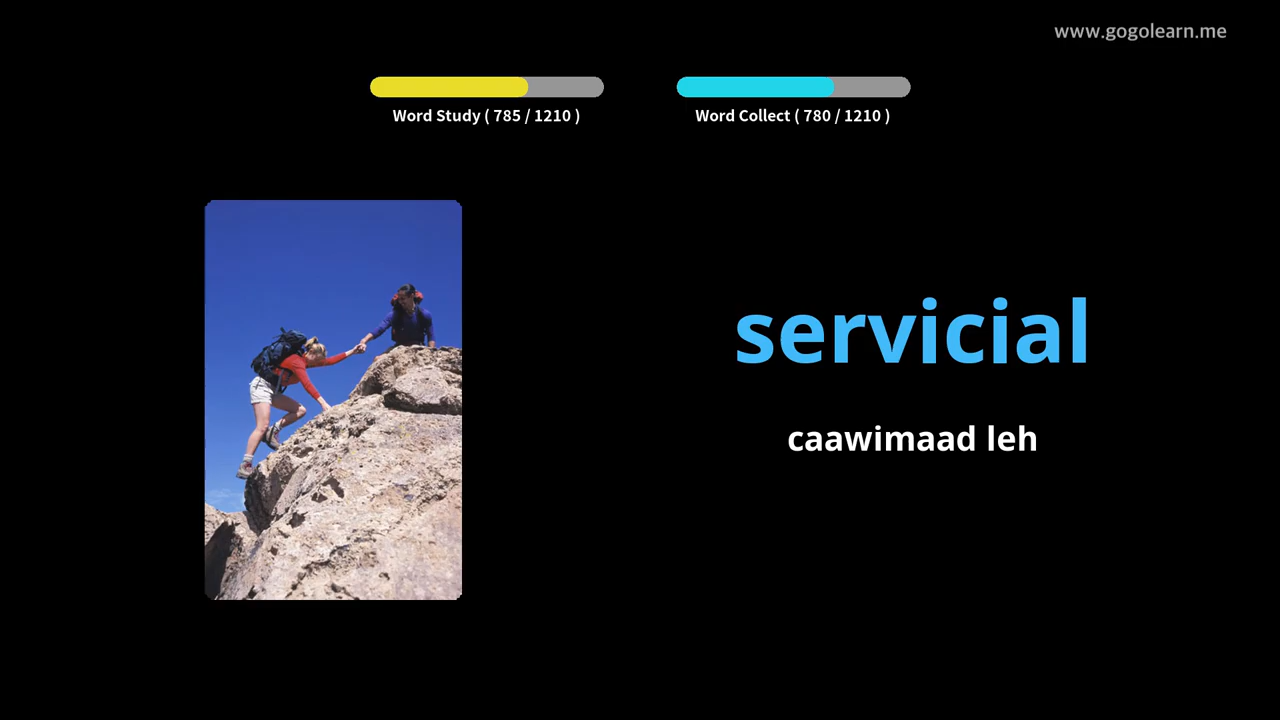 www.gogolearn.me
Word Study ( 785 / 1210 )
Word Collect ( 780 / 1210 )
servicial
caawimaad leh